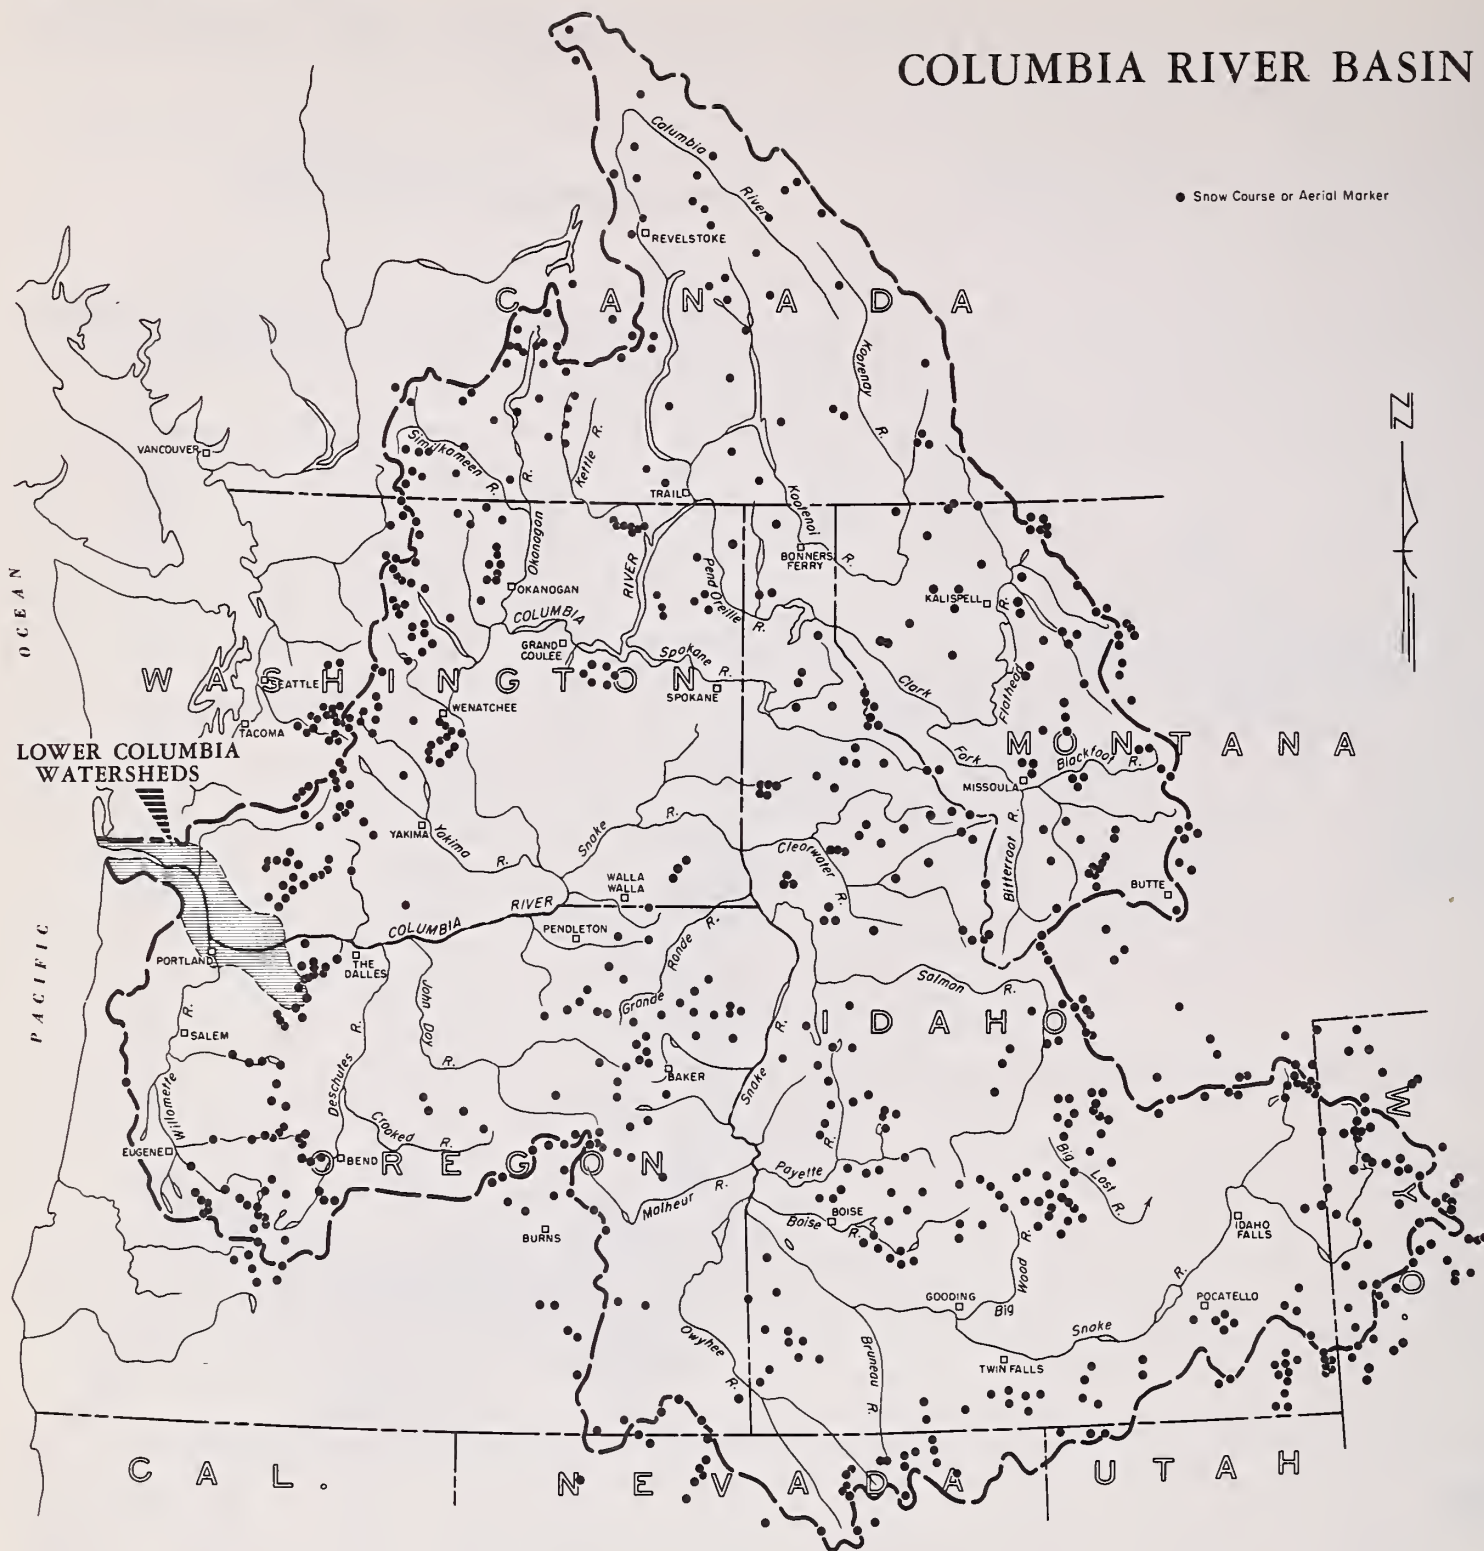 COLUMBIA RIVER BASIN
● Snow Course or Aerial Marker
Columbia
River
REVELSTOKE
CANADA
Kootenay
R.
N
VANCOUVER
Similkameen
R.
R.
Kettle R.
TRAIL
Kootenai
R.
BONNERS
FERRY
Okanogan
OKANOGAN
RIVER
COLUMBIA
GRAND
COULEE
Pend Oreille
R.
KALISPELL
R.
Flathead
PACIFIC
OCEAN
WASHINGTON
SEATTLE
TACOMA
WENATCHEE
Spokane
R.
SPOKANE
Clark
Fork
MONTANA
Blackfoot
R.
MISSOULA
LOWER COLUMBIA
WATERSHEDS
YAKIMA
Yakima
R.
Snake
R.
Clearwater
R.
Bitterroot R.
BUTTE
WALLA
WALLA
COLUMBIA
RIVER
PENDLETON
PORTLAND
THE
DALLES
Grande
Ronde
R.
Salmon
R.
IDAHO
R.
SALEM
John Day
R.
BAKER
Snake
R.
Willamette
Deschutes
R.
Crooked
R.
EUGENE
BEND
OREGON
Malheur
R.
Payette
R.
Big
Lost
R.
WYO.
Boise
R.
BOISE
BURNS
IDAHO
FALLS
Big
Wood
R.
GOODING
POCATELLO
Snake
R.
TWIN FALLS
Owyhee
R.
Bruneau
R.
CAL.
NEVADA
UTAH